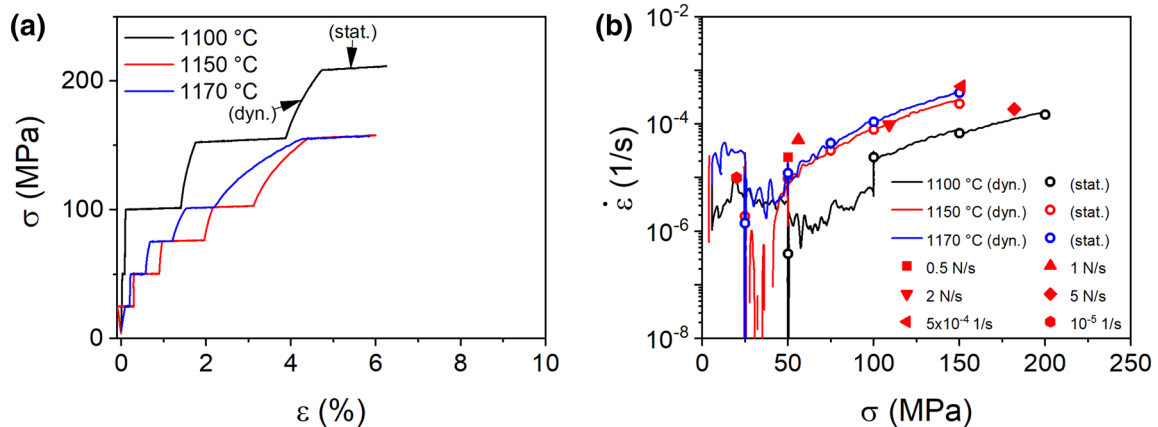 (a)
1100 °C
1150 °C
1170 °C
(stat.)
(dyn.)
200
100
0
σ (MPa)
0 2 4 6 8 10
ε (%)
(b)
10⁻²
10⁻⁴
10⁻⁶
10⁻⁸
ε̇ (1/s)
1100 °C (dyn.) (stat.)
1150 °C (dyn.) (stat.)
1170 °C (dyn.) (stat.)
0.5 N/s 1 N/s
2 N/s 5 N/s
5x10⁻⁴ 1/s 10⁻⁵ 1/s
0 50 100 150 200 250
σ (MPa)